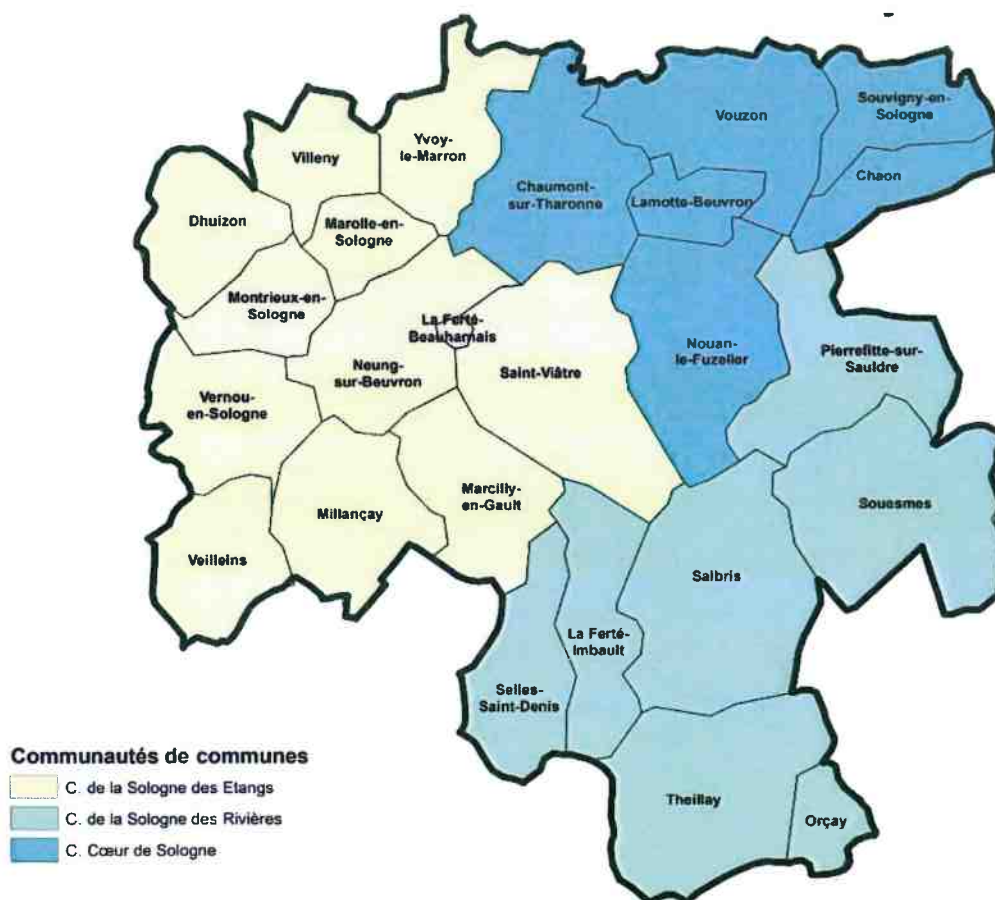 Yvoy-
le-Marron
Vouzon
Souvigny-en-
Sologne
Villeny
Chaon
Chaumont-
sur-Tharonne
Lamotte-Beuvron
Dhuizon
Marolle-en-
Sologne
Montrieux-en-
Sologne
La Ferté-
Beauharnais
Nouan-
le-Fuzelier
Pierrefitte-sur-
Sauldre
Neung-
sur-Beuvron
Saint-Viâtre
Vernou-
en-Sologne
Marcilly-
en-Gault
Millançay
Souesmes
Veilleins
Salbris
La Ferté-
Imbault
Selles-
Saint-Denis
Theillay
Orçay
Communautés de communes
C. de la Sologne des Etangs
C. de la Sologne des Rivières
C. Cœur de Sologne